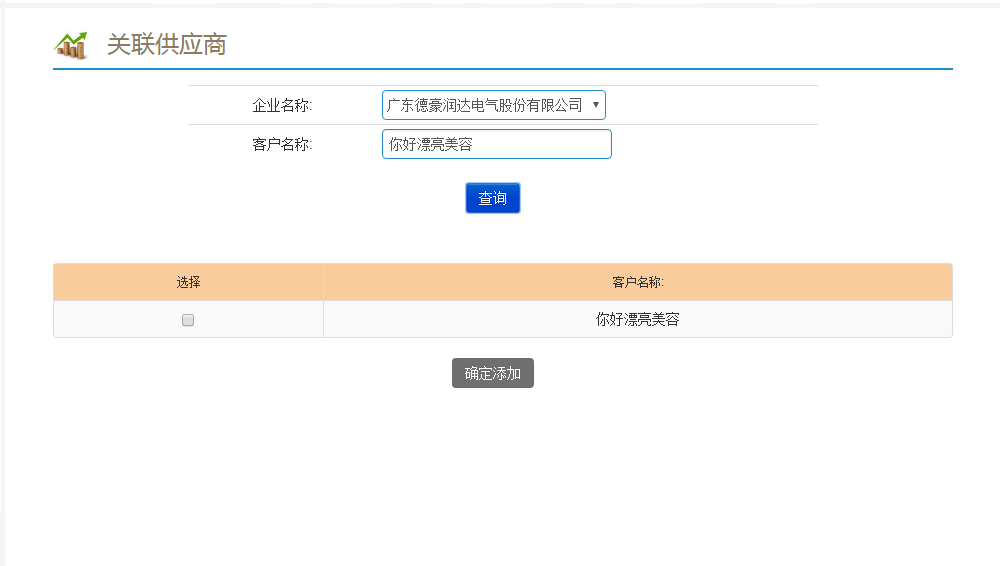 关联供应商
企业名称: 广东德豪润达电气股份有限公司
客户名称: 你好漂亮美容
查询
选择 客户名称:
你好漂亮美容
确定添加